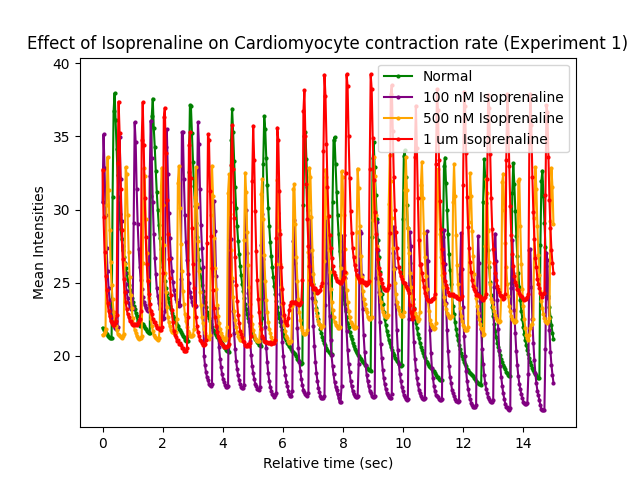 Effect of Isoprenaline on Cardiomyocyte contraction rate (Experiment 1)
Normal
100 nM Isoprenaline
500 nM Isoprenaline
1 um Isoprenaline
Mean Intensities
40
35
30
25
20
0 2 4 6 8 10 12 14
Relative time (sec)